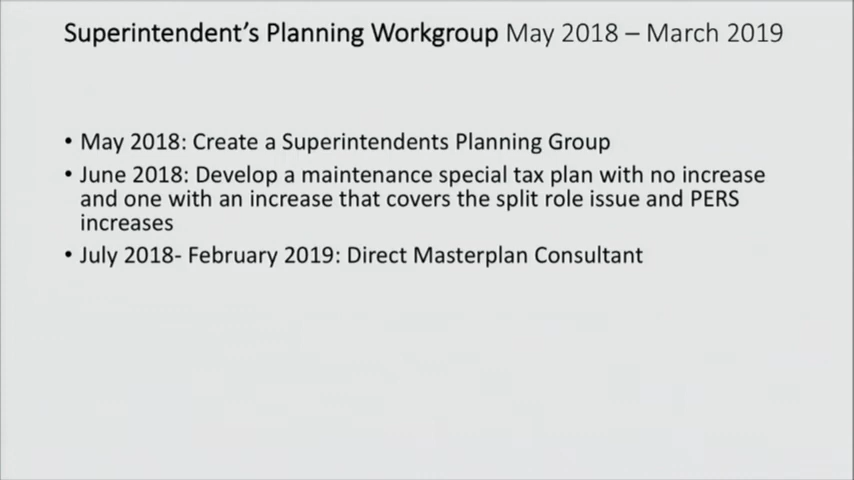 Superintendent's Planning Workgroup May 2018 – March 2019
• May 2018: Create a Superintendents Planning Group
• June 2018: Develop a maintenance special tax plan with no increase
and one with an increase that covers the split role issue and PERS
increases
• July 2018- February 2019: Direct Masterplan Consultant